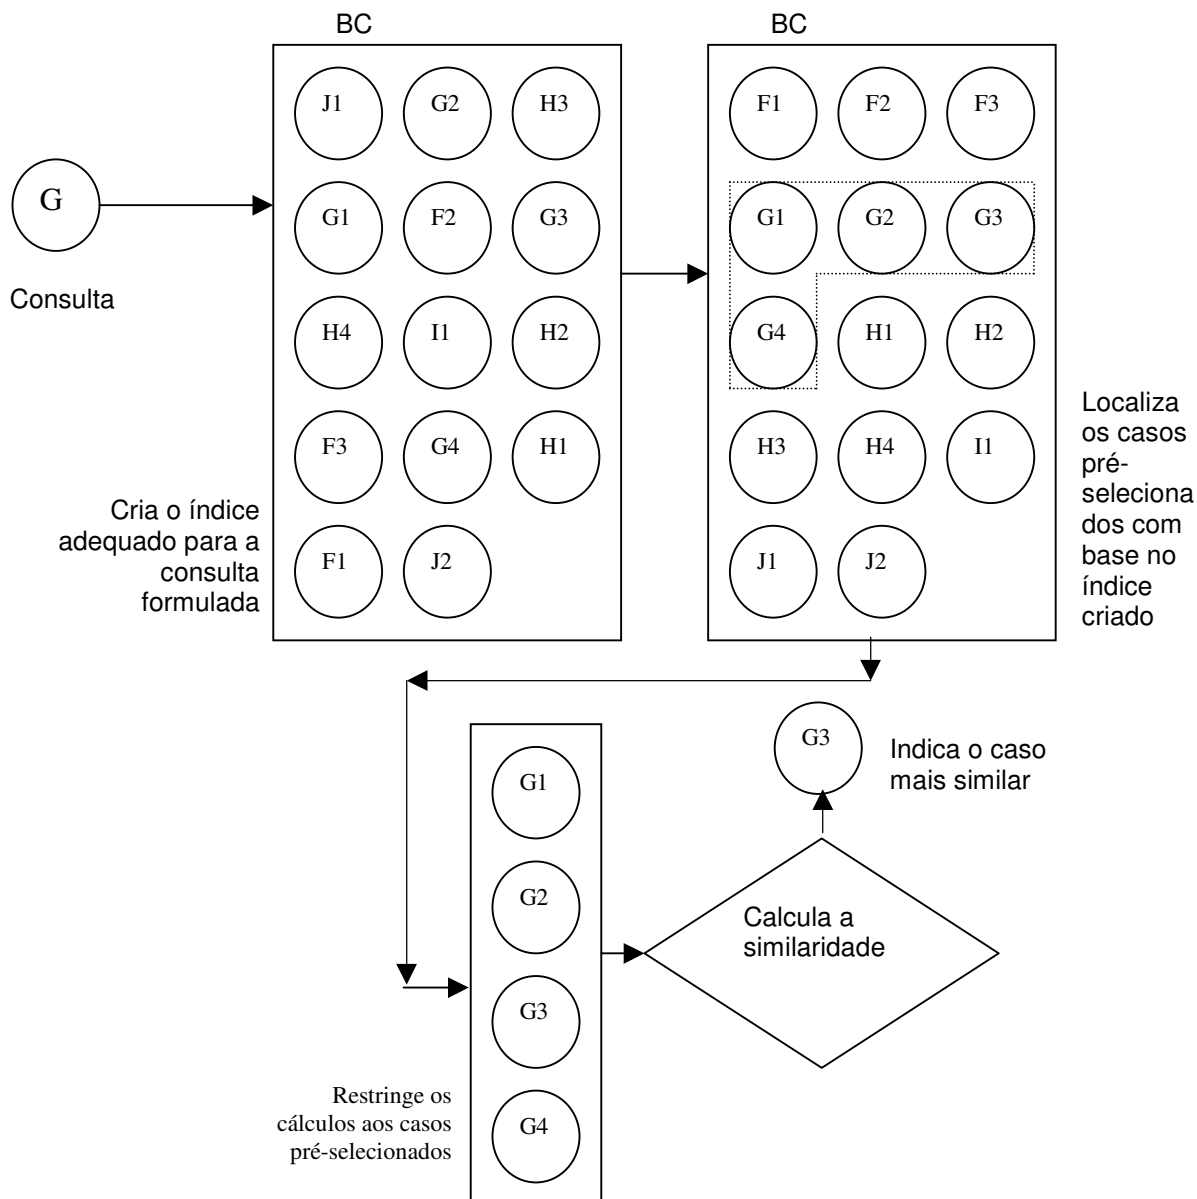 BC
BC
J1 G2 H3
F1 F2 F3
G
G1 F2 G3
G1 G2 G3
Consulta
H4 I1 H2
G4 H1 H2
F3 G4 H1
H3 H4 I1
Localiza
os casos
pré-
seleciona
dos com
base no
índice
criado
Cria o índice
adequado para a
consulta
formulada
F1 J2
J1 J2
G3
Indica o caso
mais similar
G1
G2
G3
G4
Calcula a
similaridade
Restringe os
cálculos aos casos
pré-selecionados